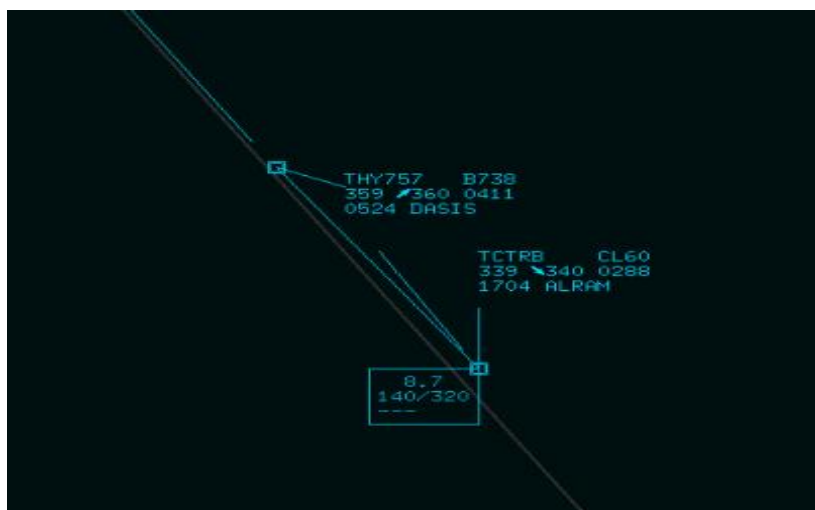 THY757 B738
359 ↗360 0411
0524 DASIS
TCTRB CL60
339 ↘340 0288
1704 ALRAM
8.7
140/320
---